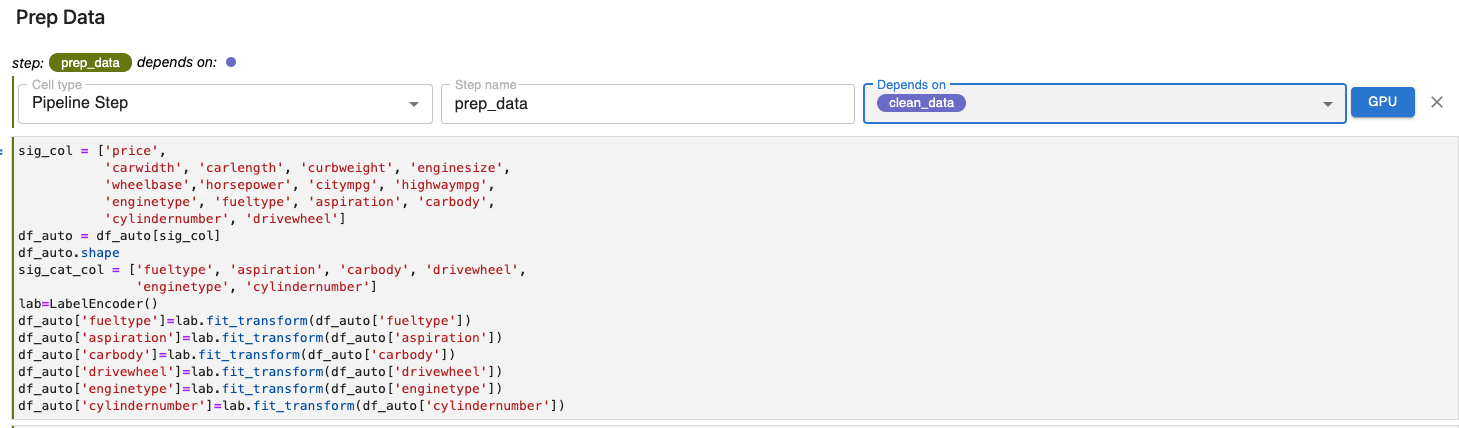 Prep Data
step: prep_data depends on:
Cell type
Pipeline Step
Step name
prep_data
Depends on
clean_data
GPU
sig_col = ['price',
           'carwidth', 'carlength', 'curbweight', 'enginesize',
           'wheelbase','horsepower', 'citympg', 'highwaympg',
           'enginetype', 'fueltype', 'aspiration', 'carbody',
           'cylindernumber', 'drivewheel']
df_auto = df_auto[sig_col]
df_auto.shape
sig_cat_col = ['fueltype', 'aspiration', 'carbody', 'drivewheel',
               'enginetype', 'cylindernumber']
lab=LabelEncoder()
df_auto['fueltype']=lab.fit_transform(df_auto['fueltype'])
df_auto['aspiration']=lab.fit_transform(df_auto['aspiration'])
df_auto['carbody']=lab.fit_transform(df_auto['carbody'])
df_auto['drivewheel']=lab.fit_transform(df_auto['drivewheel'])
df_auto['enginetype']=lab.fit_transform(df_auto['enginetype'])
df_auto['cylindernumber']=lab.fit_transform(df_auto['cylindernumber'])